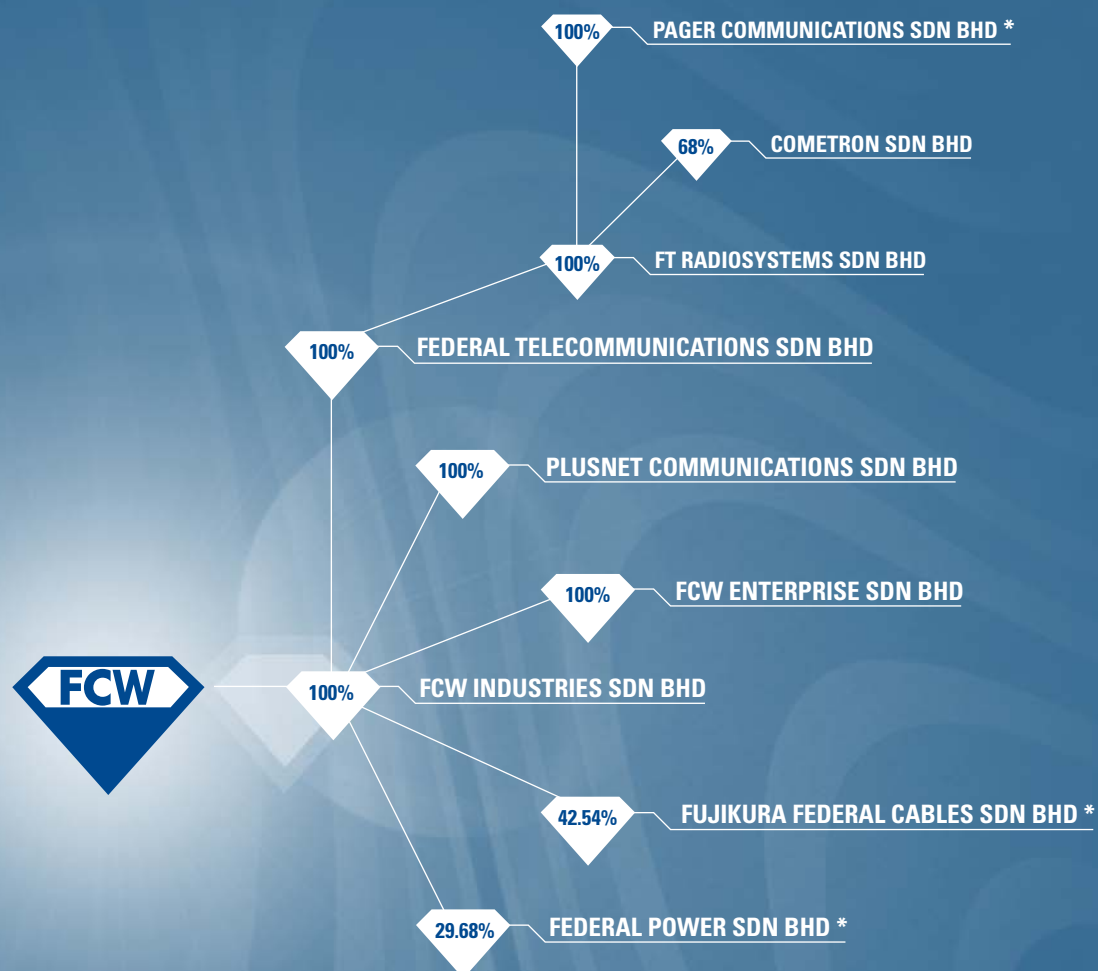 100% PAGER COMMUNICATIONS SDN BHD *
68% COMETRON SDN BHD
100% FT RADIOSYSTEMS SDN BHD
100% FEDERAL TELECOMMUNICATIONS SDN BHD
100% PLUSNET COMMUNICATIONS SDN BHD
100% FCW ENTERPRISE SDN BHD
FCW
100% FCW INDUSTRIES SDN BHD
42.54% FUJIKURA FEDERAL CABLES SDN BHD *
29.68% FEDERAL POWER SDN BHD *